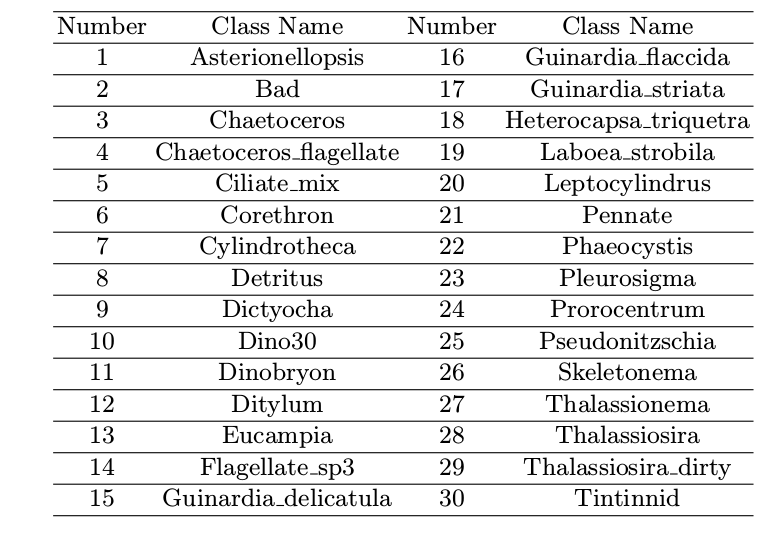 Number Class Name Number Class Name
1 Asterionellopsis 16 Guinardia_flaccida
2 Bad 17 Guinardia_striata
3 Chaetoceros 18 Heterocapsa_triquetra
4 Chaetoceros_flagellate 19 Laboea_strobila
5 Ciliate_mix 20 Leptocylindrus
6 Corethron 21 Pennate
7 Cylindrotheca 22 Phaeocystis
8 Detritus 23 Pleurosigma
9 Dictyocha 24 Prorocentrum
10 Dino30 25 Pseudonitzschia
11 Dinobryon 26 Skeletonema
12 Ditylum 27 Thalassionema
13 Eucampia 28 Thalassiosira
14 Flagellate_sp3 29 Thalassiosira_dirty
15 Guinardia_delicatula 30 Tintinnid